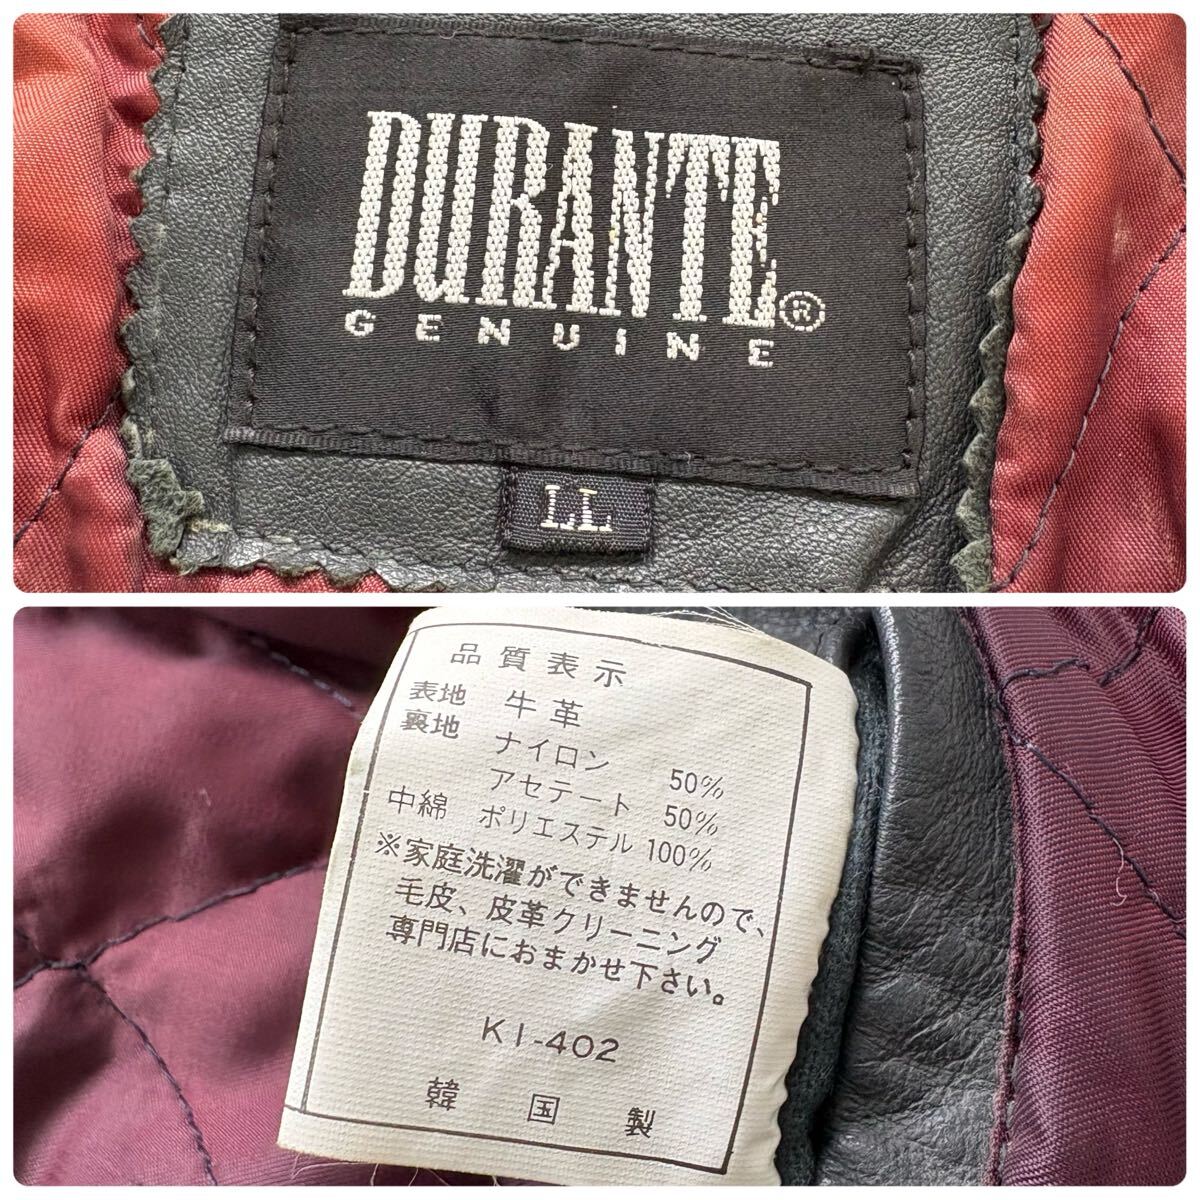 DURANTE®
GENUINE
LL
品質表示
表地 牛革
裏地 ナイロン 50%
アセテート 50%
中綿 ポリエステル 100%
※家庭洗濯ができませんので、
毛皮、皮革クリーニング
専門店におまかせ下さい。
KI-402
韓国製